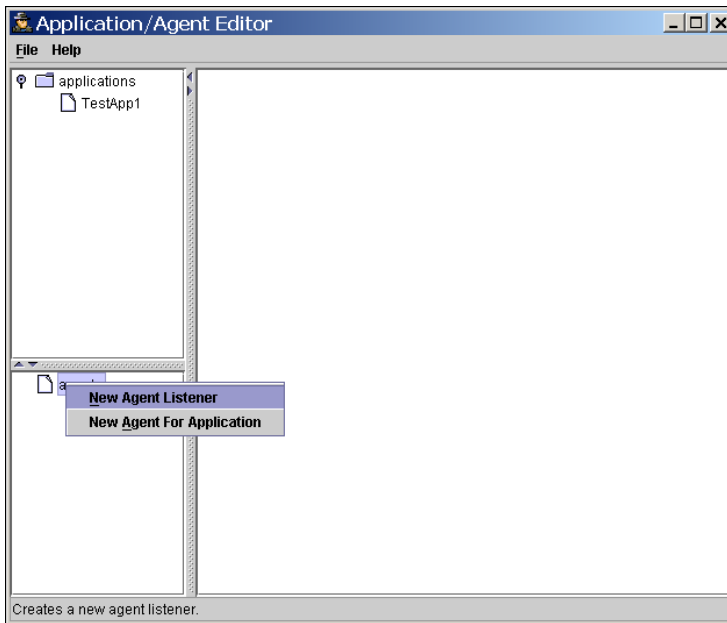 Application/Agent Editor
File Help
applications
TestApp1
New Agent Listener
New Agent For Application
Creates a new agent listener.